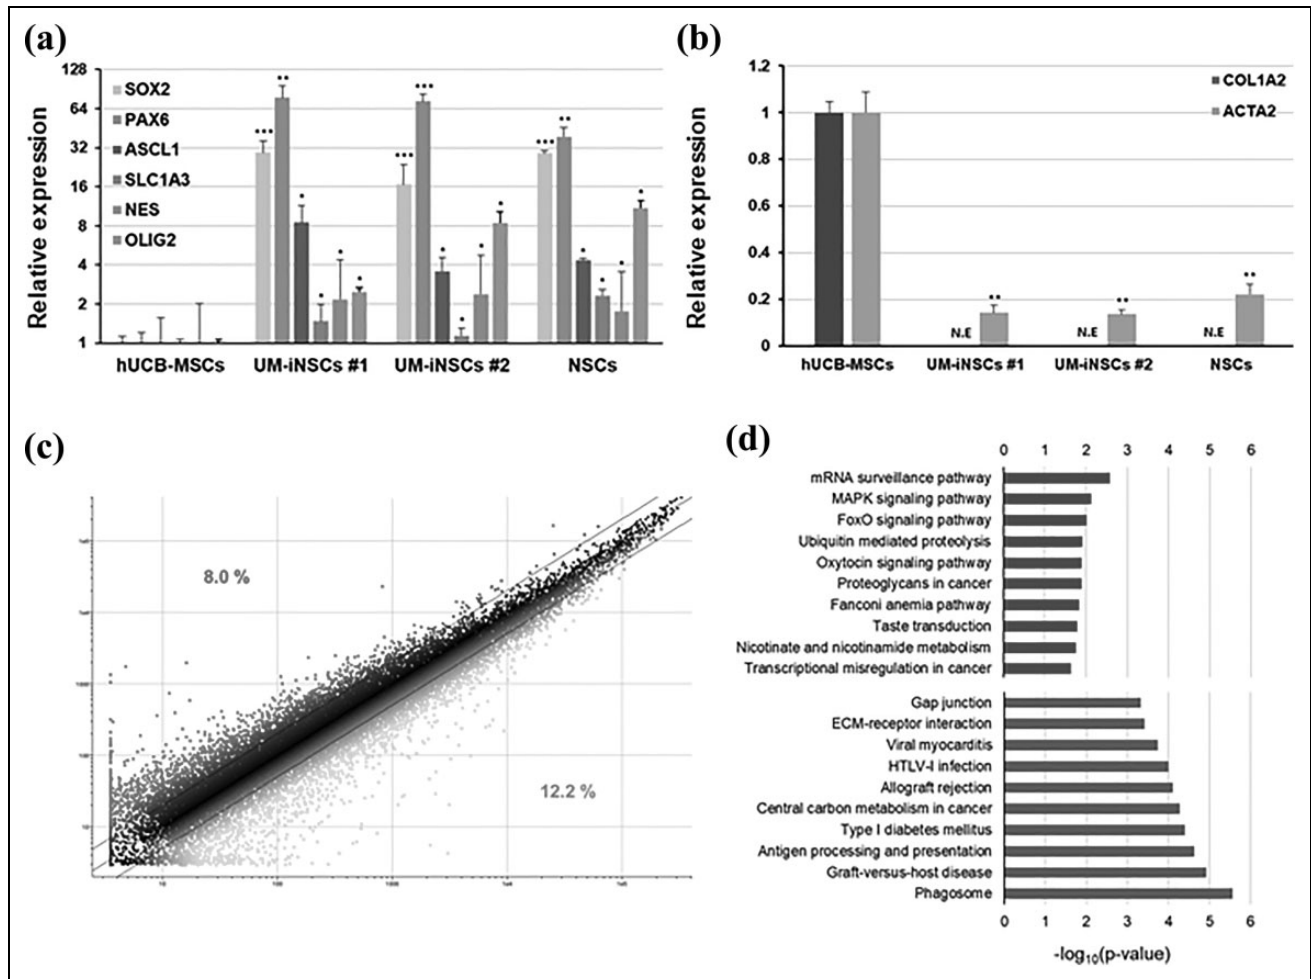 (a)
128
64
32
16
8
4
2
1
Relative expression
SOX2
PAX6
ASCL1
SLC1A3
NES
OLIG2
hUCB-MSCs
UM-iNSCs #1
UM-iNSCs #2
NSCs
(b)
1.2
1
0.8
0.6
0.4
0.2
0
Relative expression
COL1A2
ACTA2
N.E
N.E
N.E
hUCB-MSCs
UM-iNSCs #1
UM-iNSCs #2
NSCs
(c)
8.0 %
12.2 %
(d)
0 1 2 3 4 5 6
mRNA surveillance pathway
MAPK signaling pathway
FoxO signaling pathway
Ubiquitin mediated proteolysis
Oxytocin signaling pathway
Proteoglycans in cancer
Fanconi anemia pathway
Taste transduction
Nicotinate and nicotinamide metabolism
Transcriptional misregulation in cancer
Gap junction
ECM-receptor interaction
Viral myocarditis
HTLV-I infection
Allograft rejection
Central carbon metabolism in cancer
Type I diabetes mellitus
Antigen processing and presentation
Graft-versus-host disease
Phagosome
0 1 2 3 4 5 6
-log10(p-value)